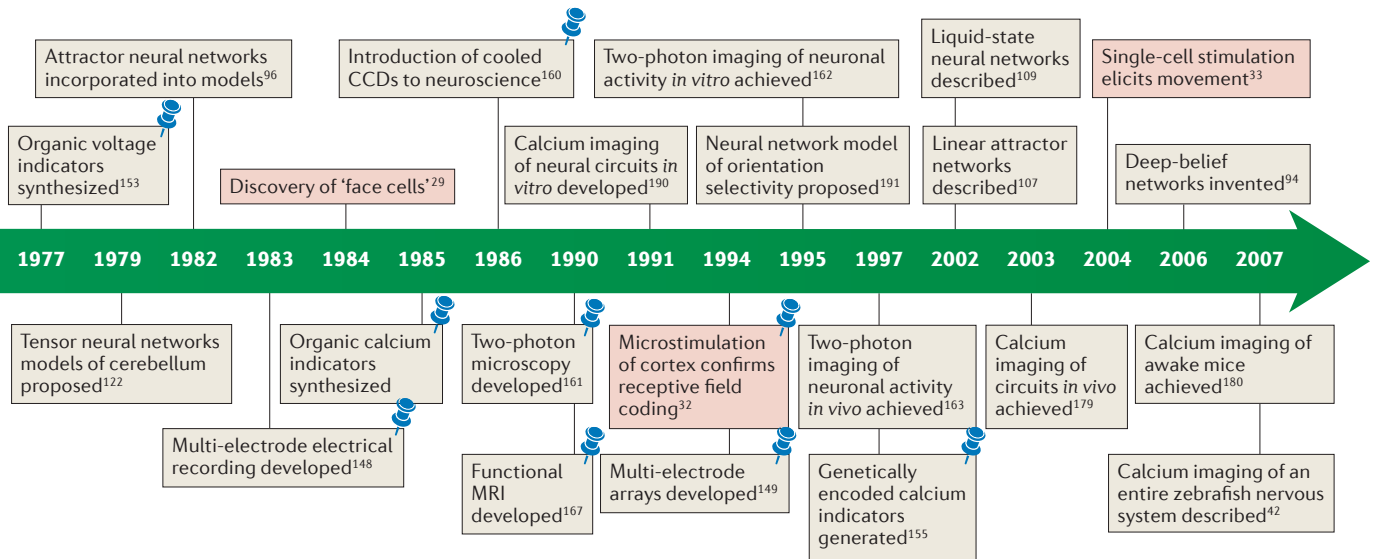 Attractor neural networks
incorporated into models96
Organic voltage
indicators
synthesized153
Discovery of ‘face cells’29
Introduction of cooled
CCDs to neuroscience160
Calcium imaging
of neural circuits in
vitro developed190
Two-photon imaging of neuronal
activity in vitro achieved162
Neural network model
of orientation
selectivity proposed191
Liquid-state
neural networks
described109
Linear attractor
networks
described107
Single-cell stimulation
elicits movement33
Deep-belief
networks invented94
1977 1979 1982 1983 1984 1985 1986 1990 1991 1994 1995 1997 2002 2003 2004 2006 2007
Tensor neural networks
models of cerebellum
proposed122
Multi-electrode electrical
recording developed148
Organic calcium
indicators
synthesized
Two-photon
microscopy
developed161
Functional
MRI
developed167
Microstimulation
of cortex confirms
receptive field
coding32
Multi-electrode
arrays developed149
Two-photon
imaging of
neuronal activity
in vivo achieved163
Genetically
encoded calcium
indicators
generated155
Calcium
imaging
of circuits in vivo
achieved179
Calcium imaging of
awake mice
achieved180
Calcium imaging of an
entire zebrafish nervous
system described42